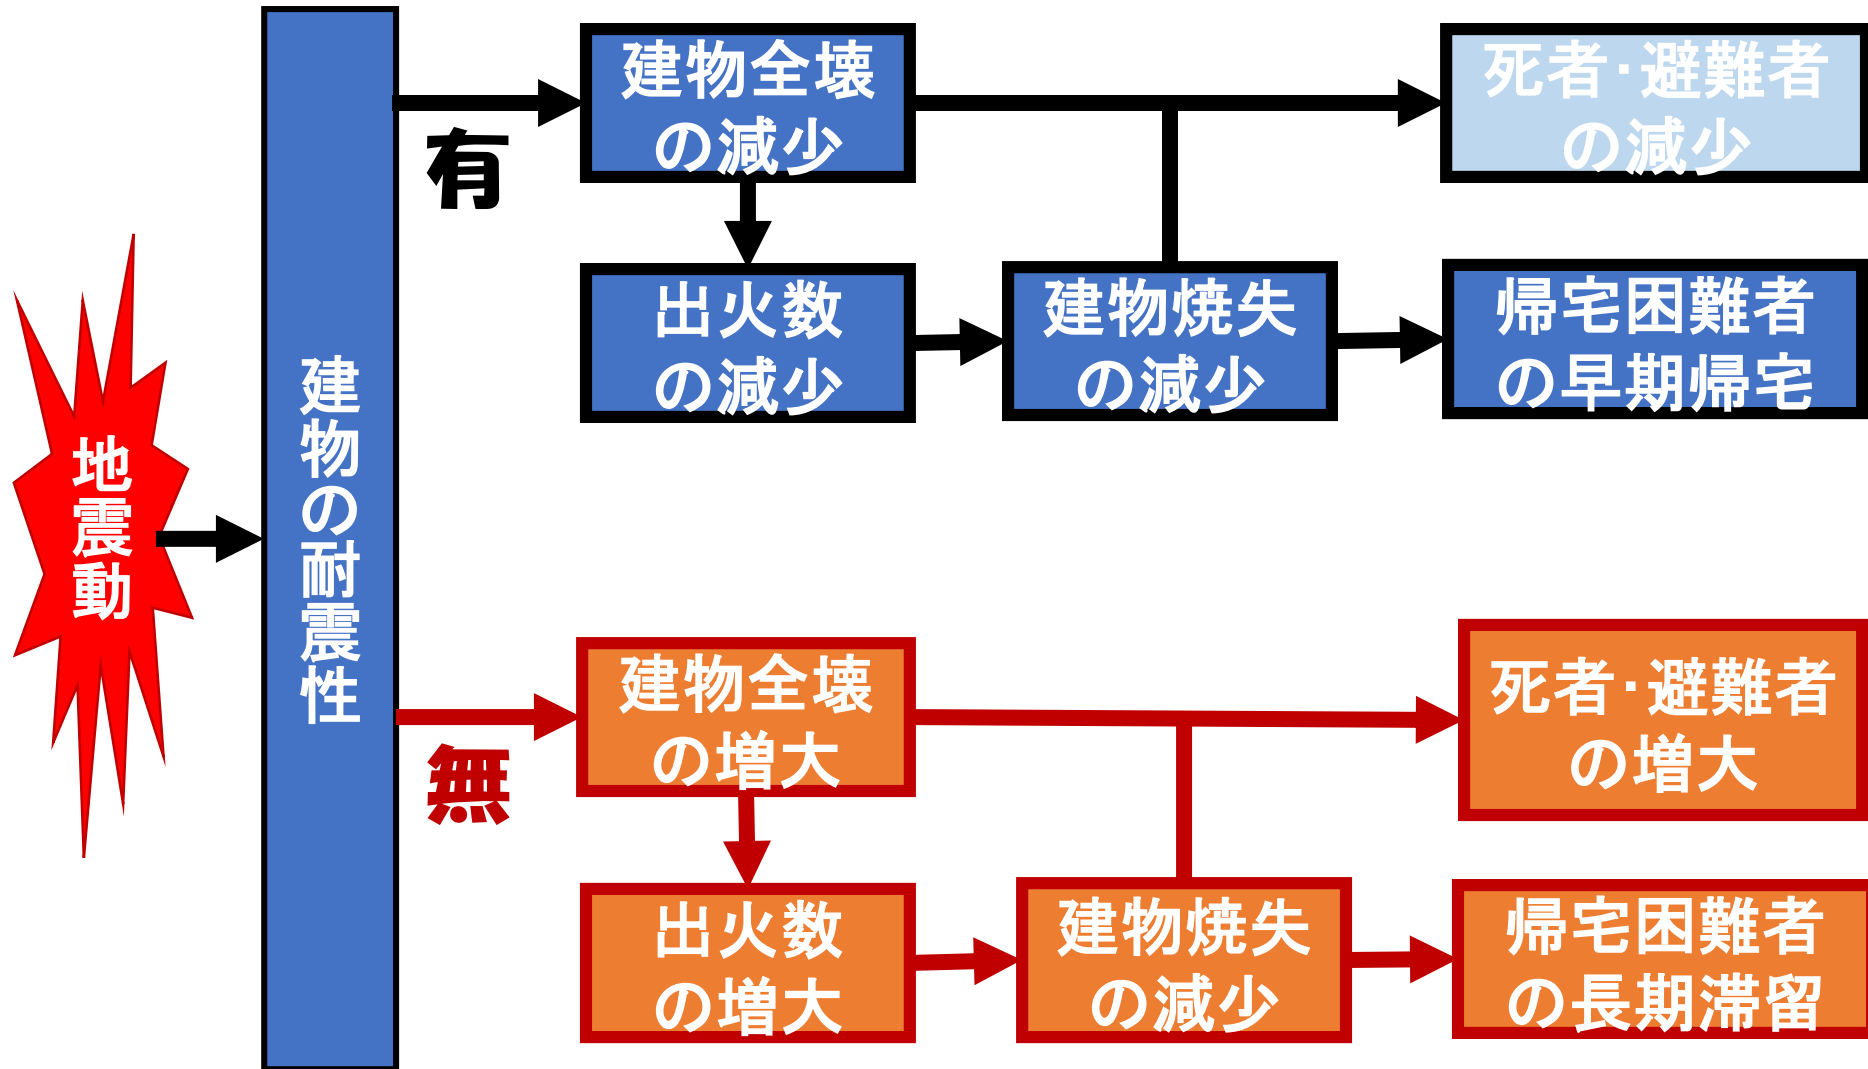 地震動
建物の耐震性
有
建物全壊
の減少
死者・避難者
の減少
出火数
の減少
建物焼失
の減少
帰宅困難者
の早期帰宅
無
建物全壊
の増大
死者・避難者
の増大
出火数
の増大
建物焼失
の減少
帰宅困難者
の長期滞留